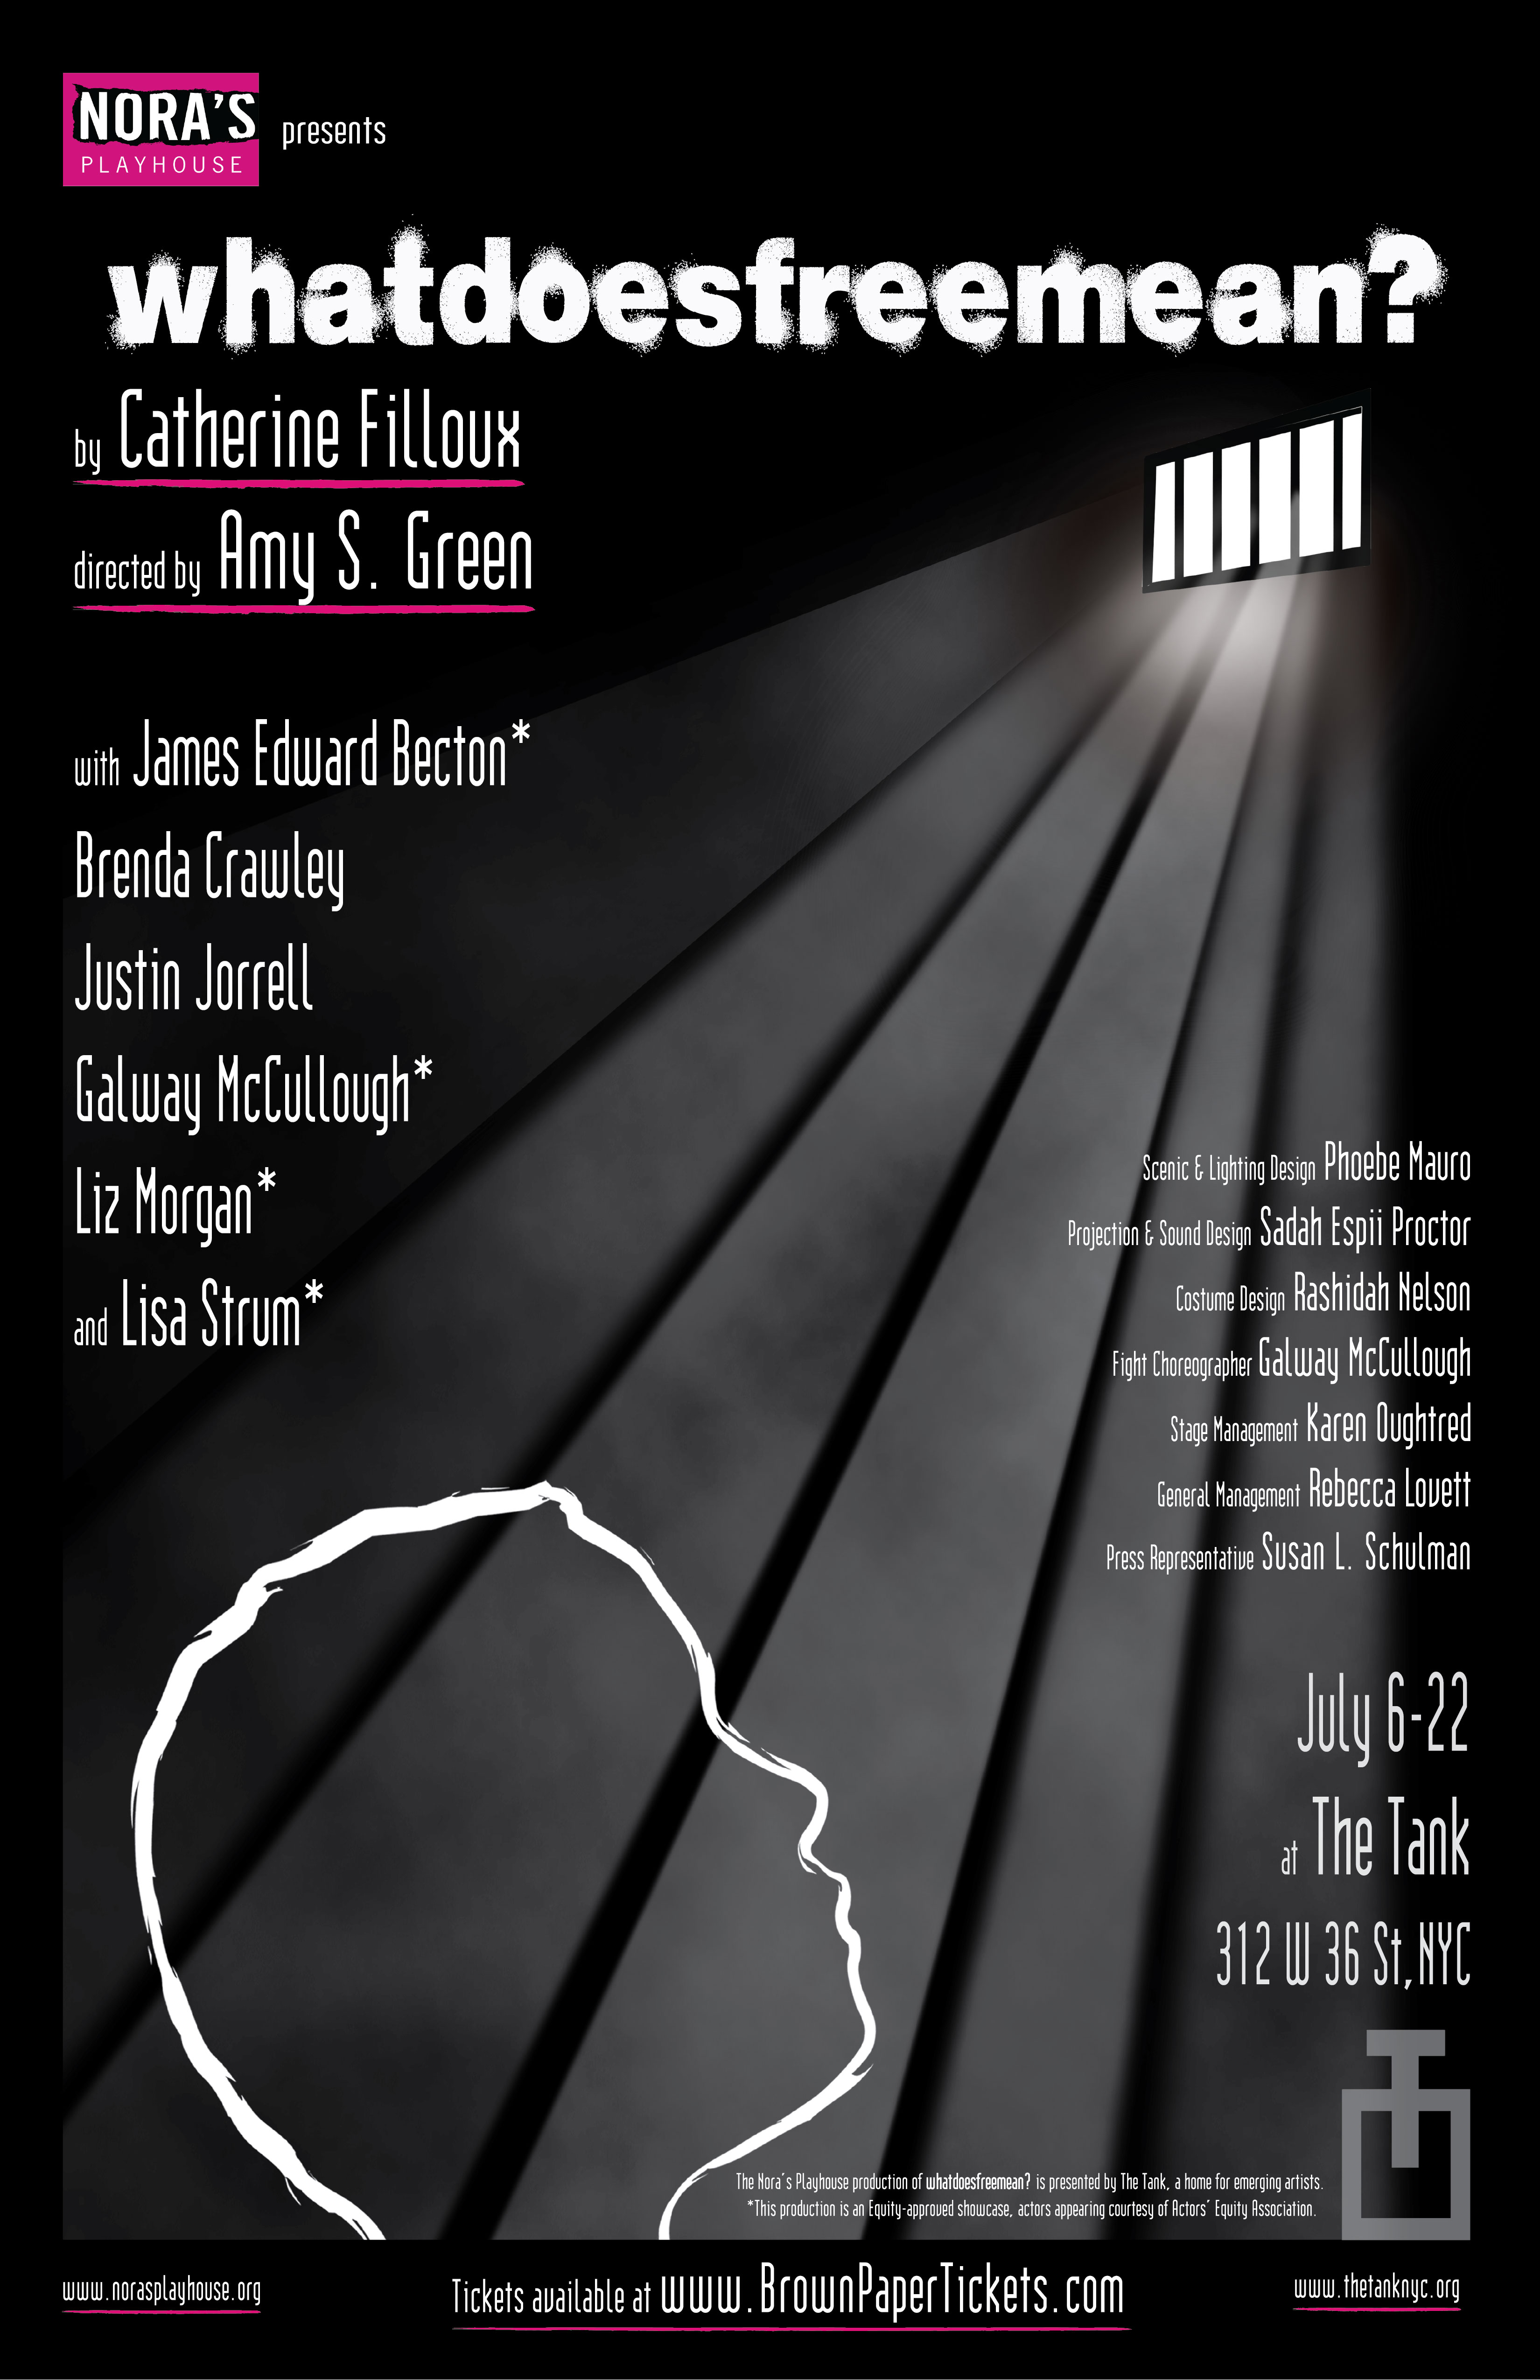 NORA'S
PLAYHOUSE
presents
whatdoesfreemean?
by Catherine Filloux
directed by Amy S. Green
with James Edward Becton*
Brenda Crawley
Justin Jorrell
Galway McCullough*
Liz Morgan*
and Lisa Strum*
Scenic & Lighting Design Phoebe Mauro
Projection & Sound Design Sadah Espii Proctor
Costume Design Rashidah Nelson
Fight Choreographer Galway McCullough
Stage Management Karen Oughtred
General Management Rebecca Lovett
Press Representative Susan L. Schulman
July 6-22
at The Tank
312 W 36 St, NYC
The Nora's Playhouse production of whatdoesfreemean? is presented by The Tank, a home for emerging artists.
*This production is an Equity-approved showcase, actors appearing courtesy of Actors' Equity Association.
www.norasplayhouse.org
Tickets available at www.BrownPaperTickets.com
www.thetanknyc.org